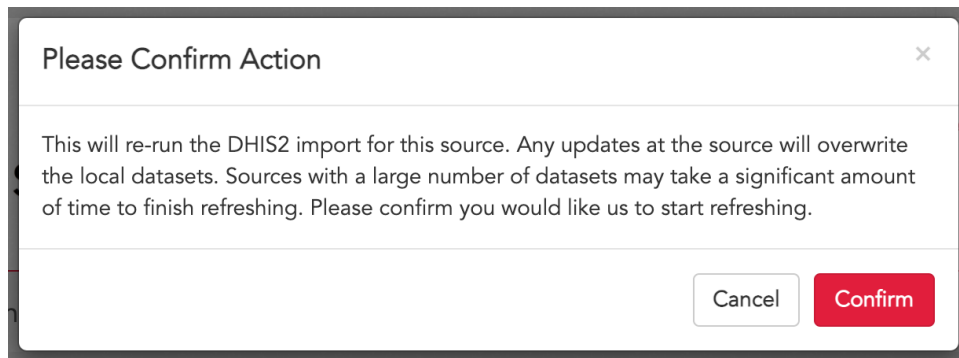 Please Confirm Action
×
This will re-run the DHIS2 import for this source. Any updates at the source will overwrite
the local datasets. Sources with a large number of datasets may take a significant amount
of time to finish refreshing. Please confirm you would like us to start refreshing.
Cancel
Confirm